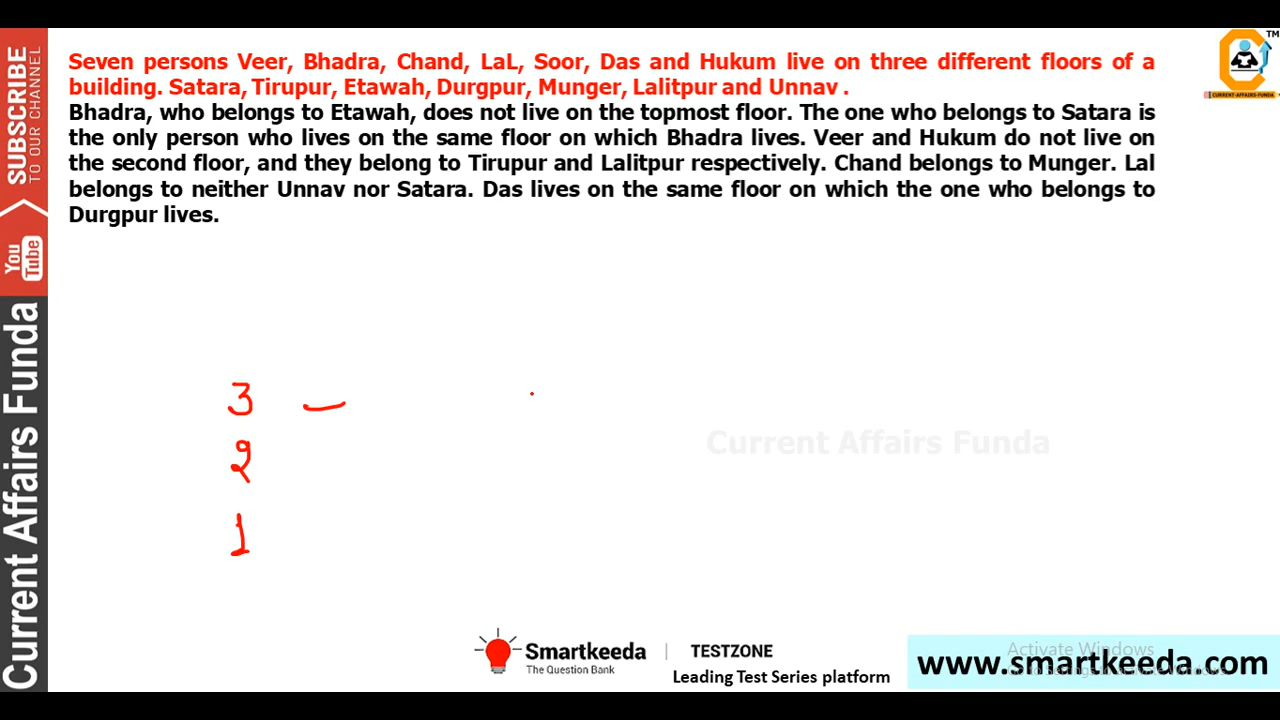 SUBSCRIBE
TO OUR CHANNEL
You
Tube
Current Affairs Funda
Seven persons Veer, Bhadra, Chand, LaL, Soor, Das and Hukum live on three different floors of a
building. Satara, Tirupur, Etawah, Durgpur, Munger, Lalitpur and Unnav .
Bhadra, who belongs to Etawah, does not live on the topmost floor. The one who belongs to Satara is
the only person who lives on the same floor on which Bhadra lives. Veer and Hukum do not live on
the second floor, and they belong to Tirupur and Lalitpur respectively. Chand belongs to Munger. Lal
belongs to neither Unnav nor Satara. Das lives on the same floor on which the one who belongs to
Durgpur lives.
TM
CURRENT-AFFAIRS-FUNDA
3 —
2
1
Current Affairs Funda
Smartkeeda
The Question Bank
TESTZONE
Leading Test Series platform
Activate Windows
www.smartkeeda.com